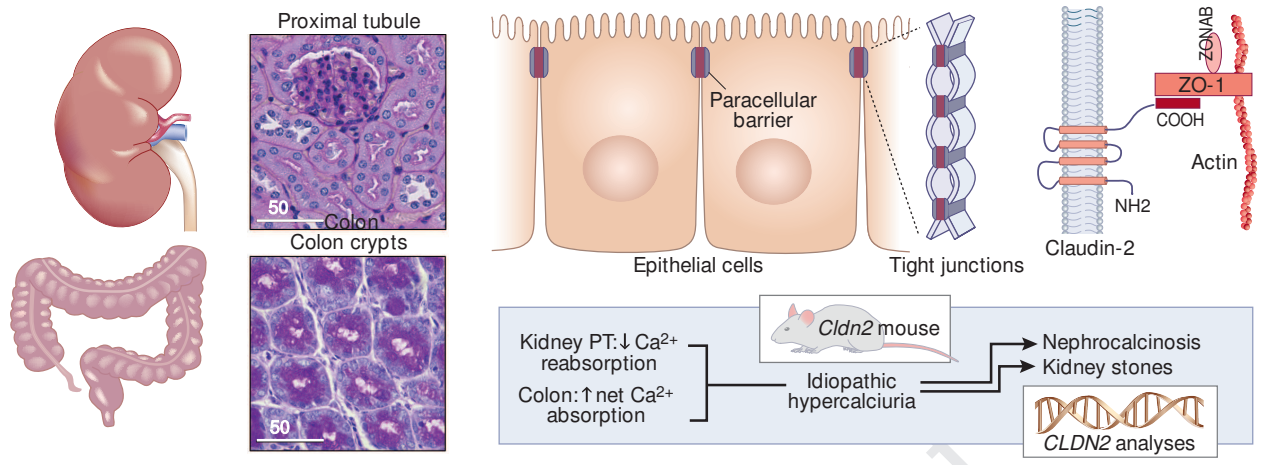 Proximal tubule
50
Colon
Colon crypts
50
Paracellular
barrier
Epithelial cells
Tight junctions
ZONAB
ZO-1
COOH
Actin
NH2
Claudin-2
Kidney PT:↓Ca²⁺
reabsorption
Colon:↑net Ca²⁺
absorption
Cldn2 mouse
Idiopathic
hypercalciuria
Nephrocalcinosis
Kidney stones
CLDN2 analyses